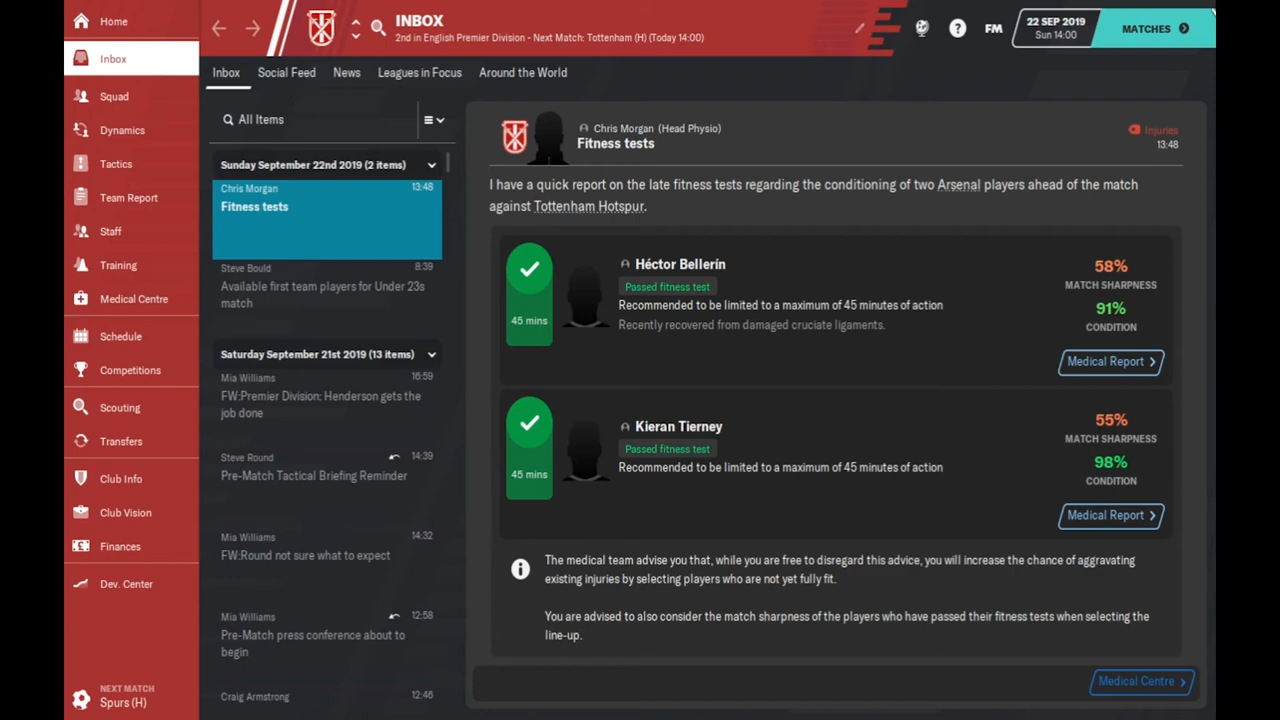 Home
INBOX
2nd in English Premier Division - Next Match: Tottenham (H) (Today 14:00)
?
FM
22 SEP 2019
Sun 14:00
MATCHES
Inbox
Squad
Dynamics
Tactics
Team Report
Staff
Training
Medical Centre
Schedule
Competitions
Scouting
Transfers
Club Info
Club Vision
Finances
Dev. Center
NEXT MATCH
Spurs (H)
Inbox
Social Feed
News
Leagues in Focus
Around the World
All Items
Sunday September 22nd 2019 (2 items)
Chris Morgan 13:48
Fitness tests
Steve Bould 8:39
Available first team players for Under 23s
match
Saturday September 21st 2019 (13 items)
Mia Williams 16:59
FW:Premier Division: Henderson gets the
job done
Steve Round 14:39
Pre-Match Tactical Briefing Reminder
Mia Williams 14:32
FW:Round not sure what to expect
Mia Williams 12:58
Pre-Match press conference about to
begin
Craig Armstrong 12:46
Chris Morgan (Head Physio)
Fitness tests
Injuries
13:48
I have a quick report on the late fitness tests regarding the conditioning of two Arsenal players ahead of the match
against Tottenham Hotspur.
45 mins
Héctor Bellerín
Passed fitness test
Recommended to be limited to a maximum of 45 minutes of action
Recently recovered from damaged cruciate ligaments.
58%
MATCH SHARPNESS
91%
CONDITION
Medical Report
45 mins
Kieran Tierney
Passed fitness test
Recommended to be limited to a maximum of 45 minutes of action
55%
MATCH SHARPNESS
98%
CONDITION
Medical Report
The medical team advise you that, while you are free to disregard this advice, you will increase the chance of aggravating
existing injuries by selecting players who are not yet fully fit.
You are advised to also consider the match sharpness of the players who have passed their fitness tests when selecting the
line-up.
Medical Centre